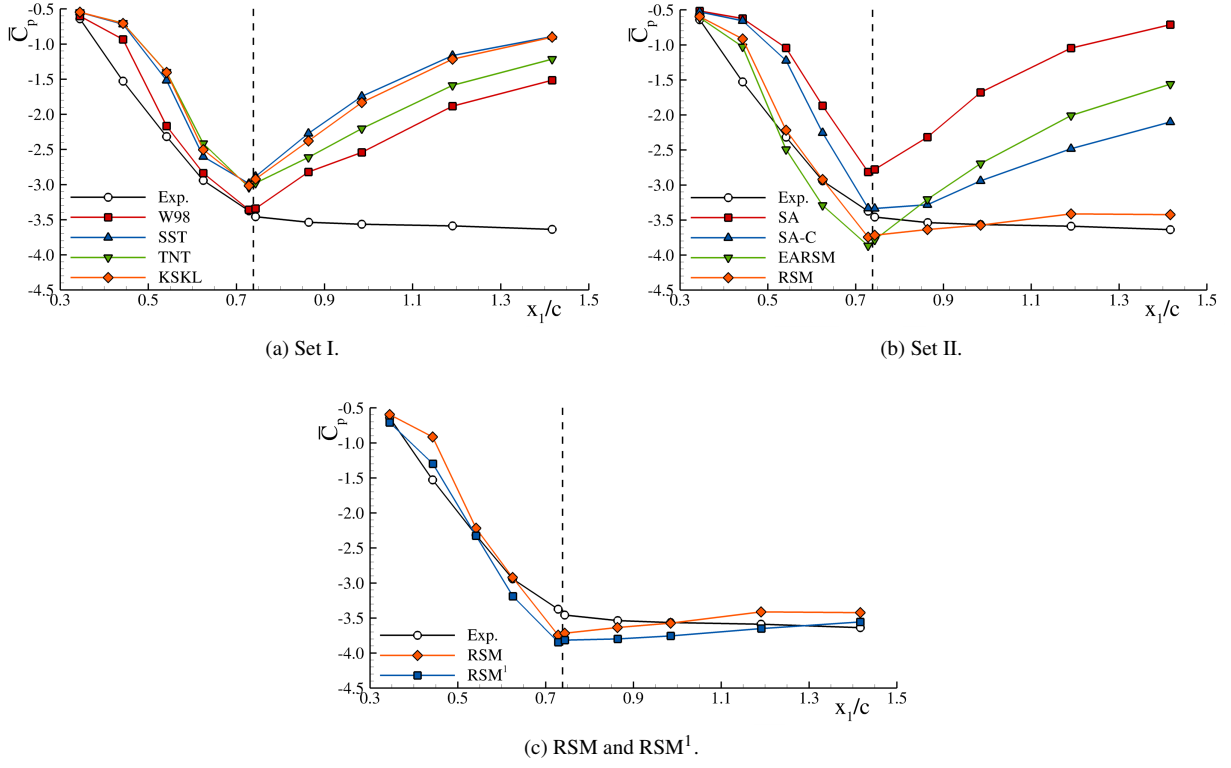 C̅p
-0.5
-1.0
-1.5
-2.0
-2.5
-3.0
-3.5
-4.0
-4.5
Exp.
W98
SST
TNT
KSKL
0.3 0.5 0.7 0.9 1.1 1.3 1.5
x1/c
(a) Set I.
C̅p
-0.5
-1.0
-1.5
-2.0
-2.5
-3.0
-3.5
-4.0
-4.5
Exp.
SA
SA-C
EARSM
RSM
0.3 0.5 0.7 0.9 1.1 1.3 1.5
x1/c
(b) Set II.
C̅p
-0.5
-1.0
-1.5
-2.0
-2.5
-3.0
-3.5
-4.0
-4.5
Exp.
RSM
RSM¹
0.3 0.5 0.7 0.9 1.1 1.3 1.5
x1/c
(c) RSM and RSM¹.